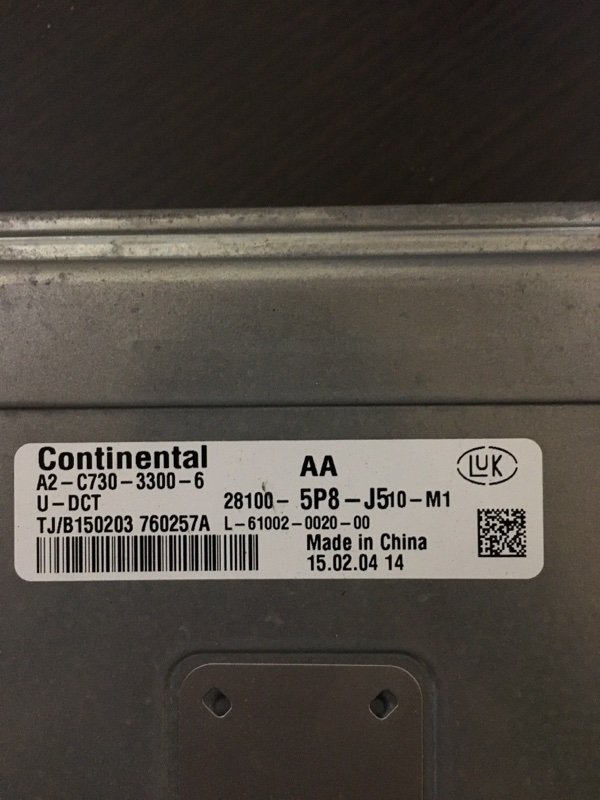 Continental
AA
LUK
A2-C730-3300-6
U-DCT
28100-5P8-J510-M1
TJ/B150203 760257A
L-61002-0020-00
Made in China
15.02.04 14